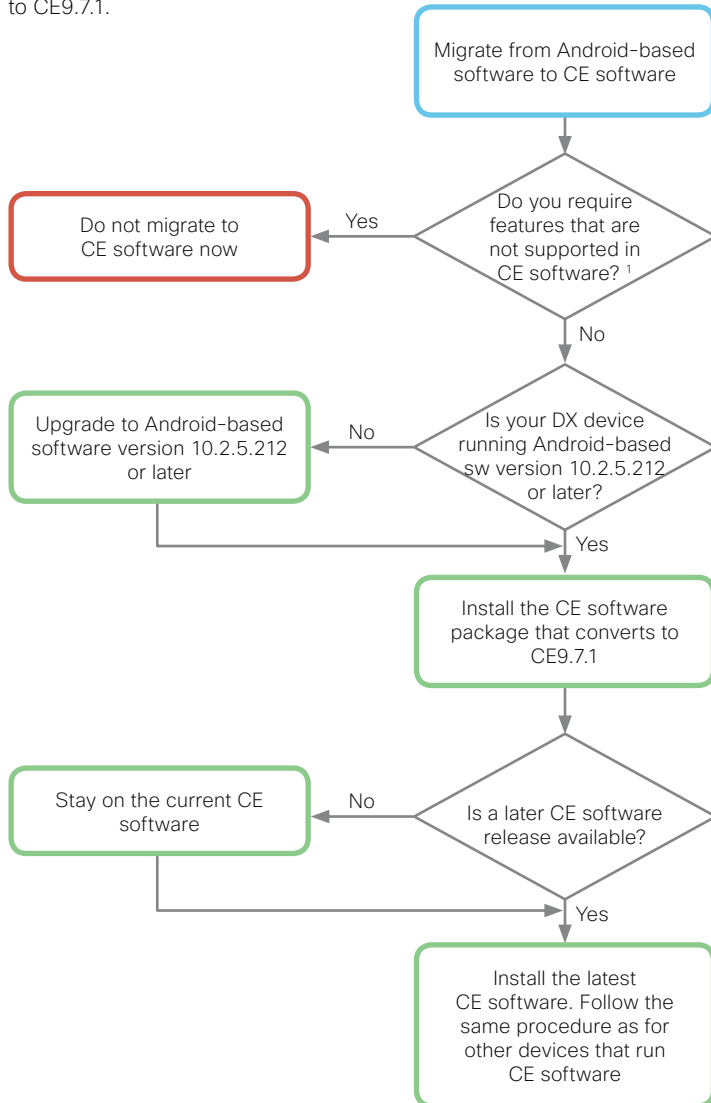 to CE9.7.1.
Migrate from Android-based
software to CE software
Do you require
features that are
not supported in
CE software? 1
Yes
Do not migrate to
CE software now
No
Is your DX device
running Android-based
sw version 10.2.5.212
or later?
No
Upgrade to Android-based
software version 10.2.5.212
or later
Yes
Install the CE software
package that converts to
CE9.7.1
Is a later CE software
release available?
No
Stay on the current CE
software
Yes
Install the latest
CE software. Follow the
same procedure as for
other devices that run
CE software